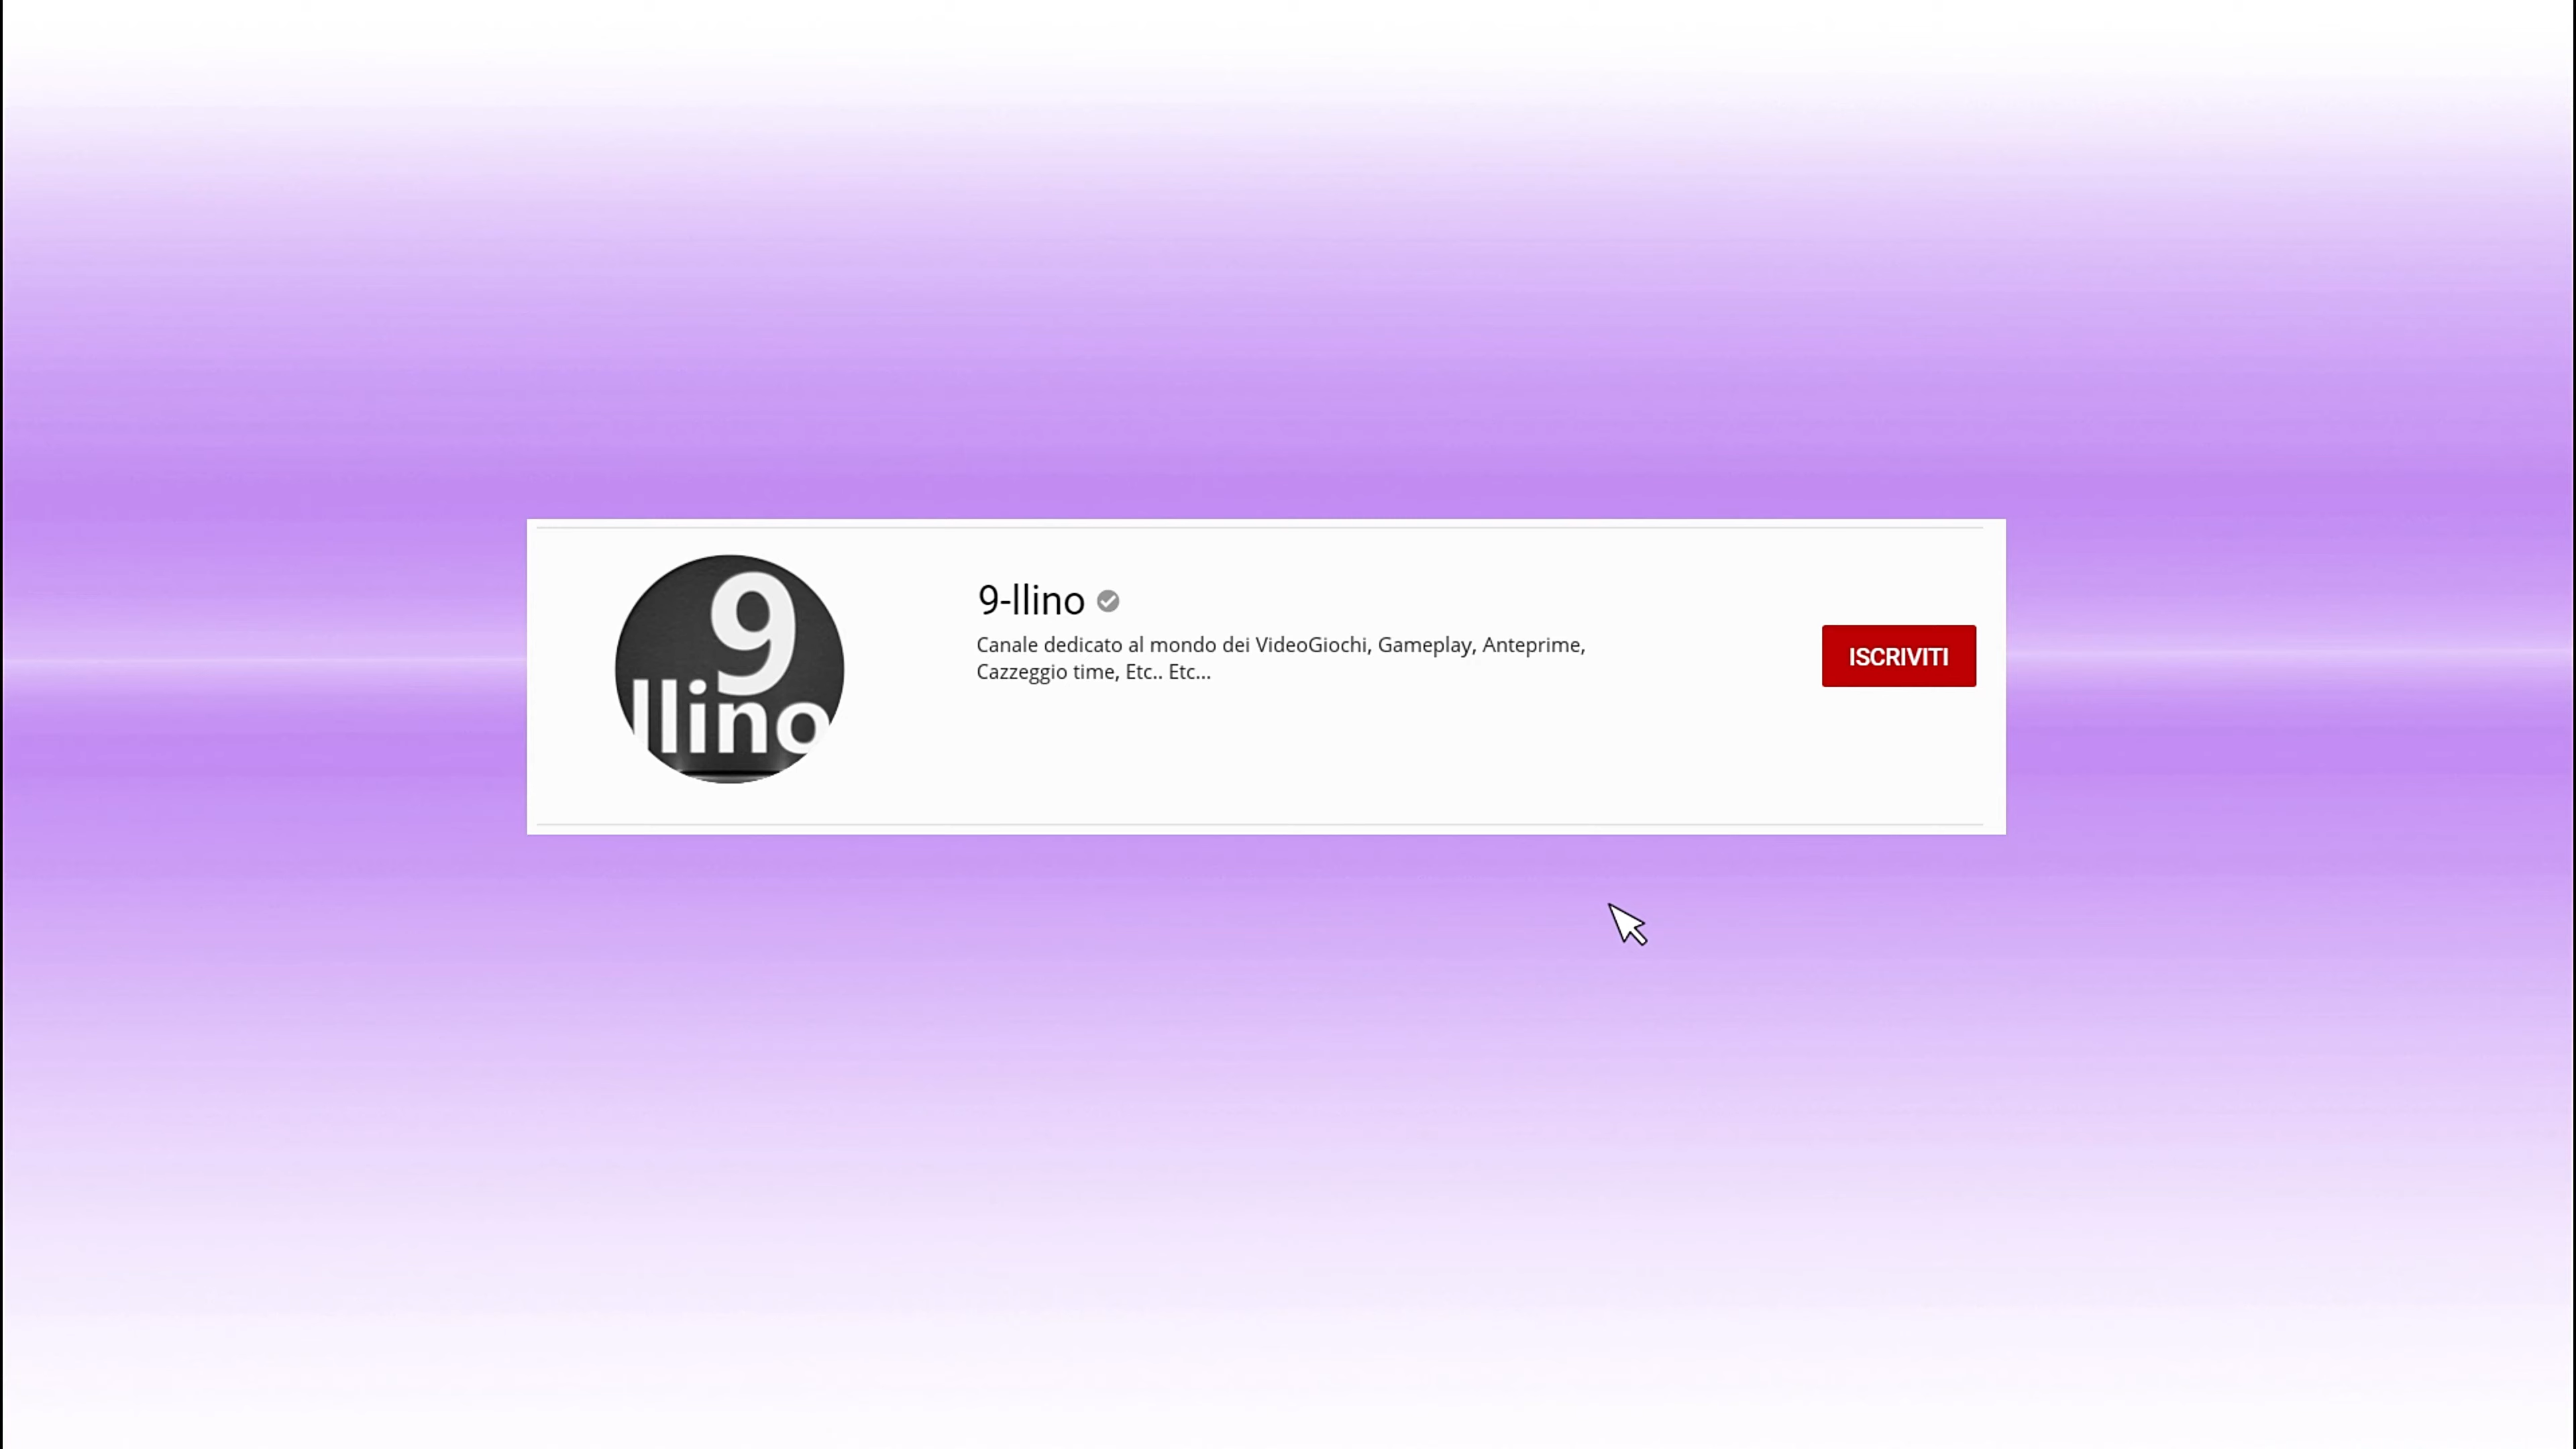 9
llino
9-llino
Canale dedicato al mondo dei VideoGiochi, Gameplay, Anteprime,
Cazzeggio time, Etc.. Etc...
ISCRIVITI